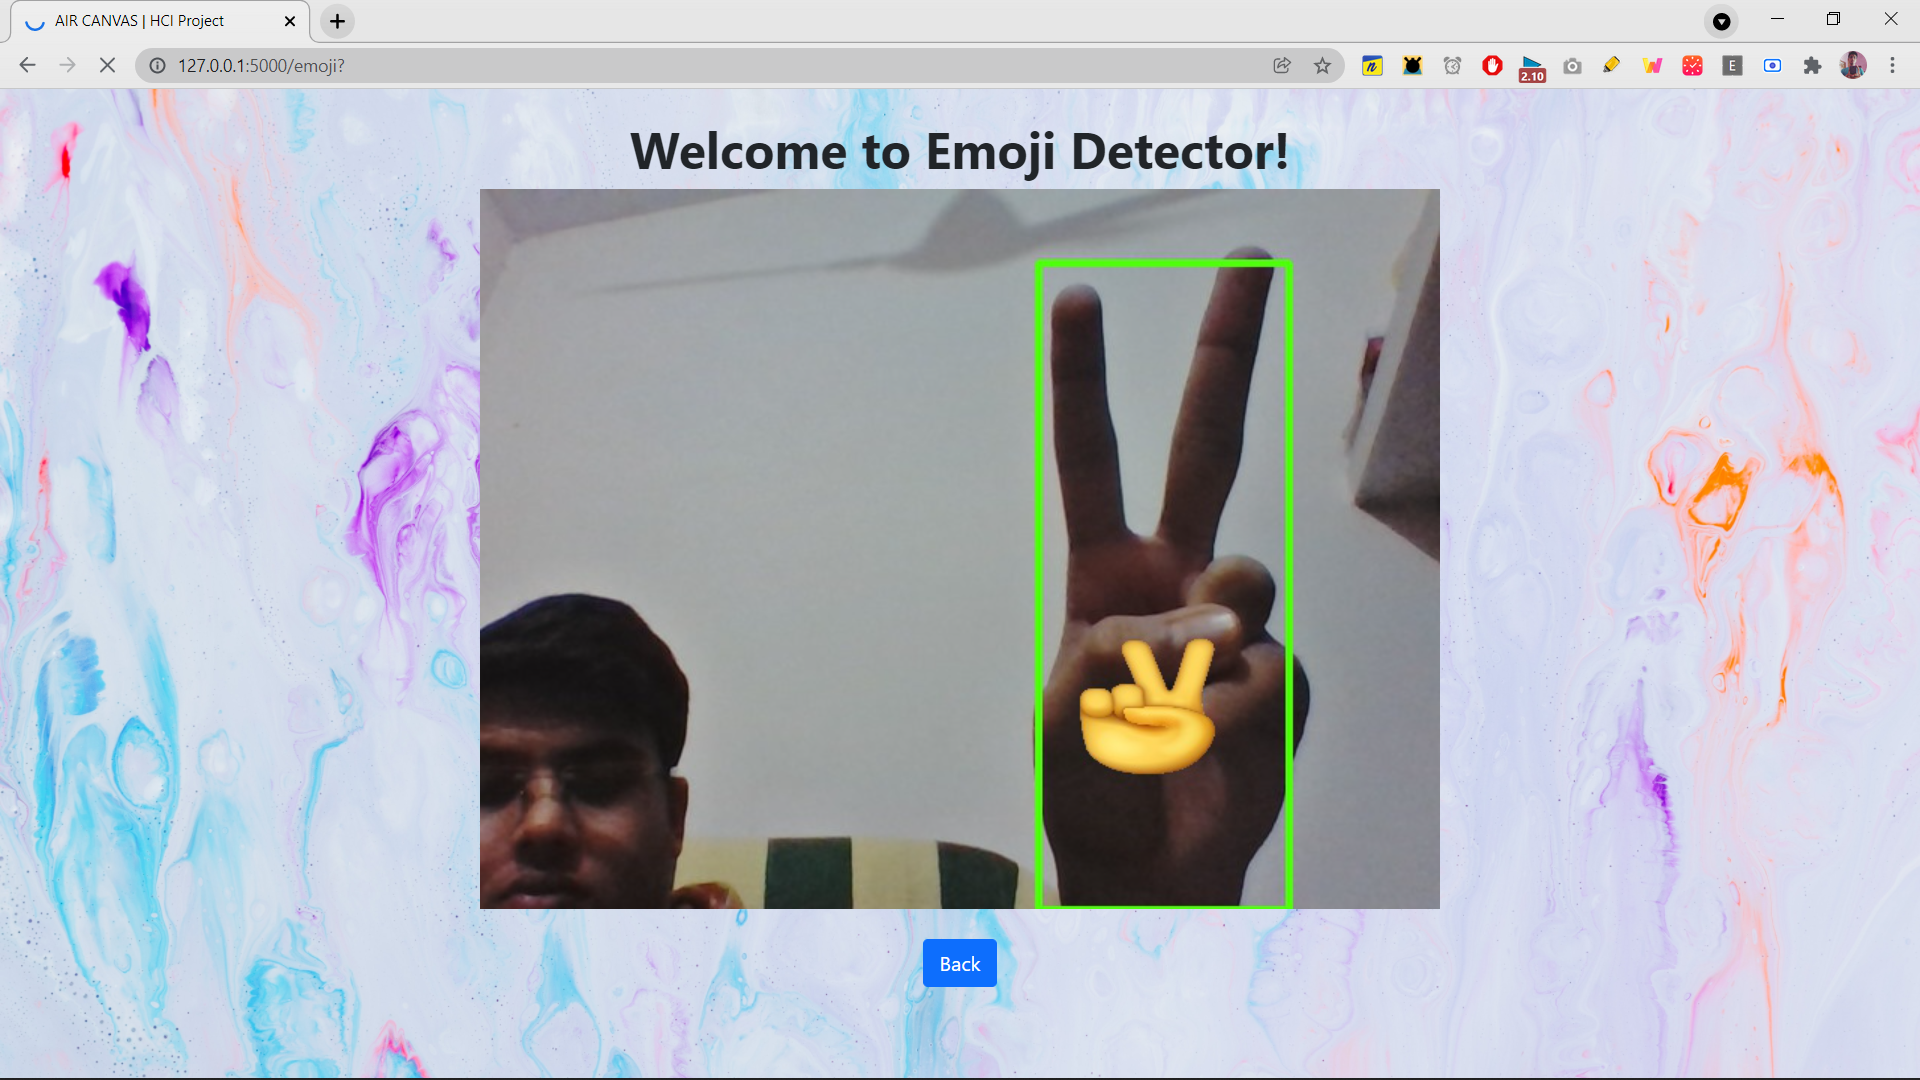 AIR CANVAS | HCI Project
127.0.0.1:5000/emoji?
n
2.10
E
Welcome to Emoji Detector!
Back